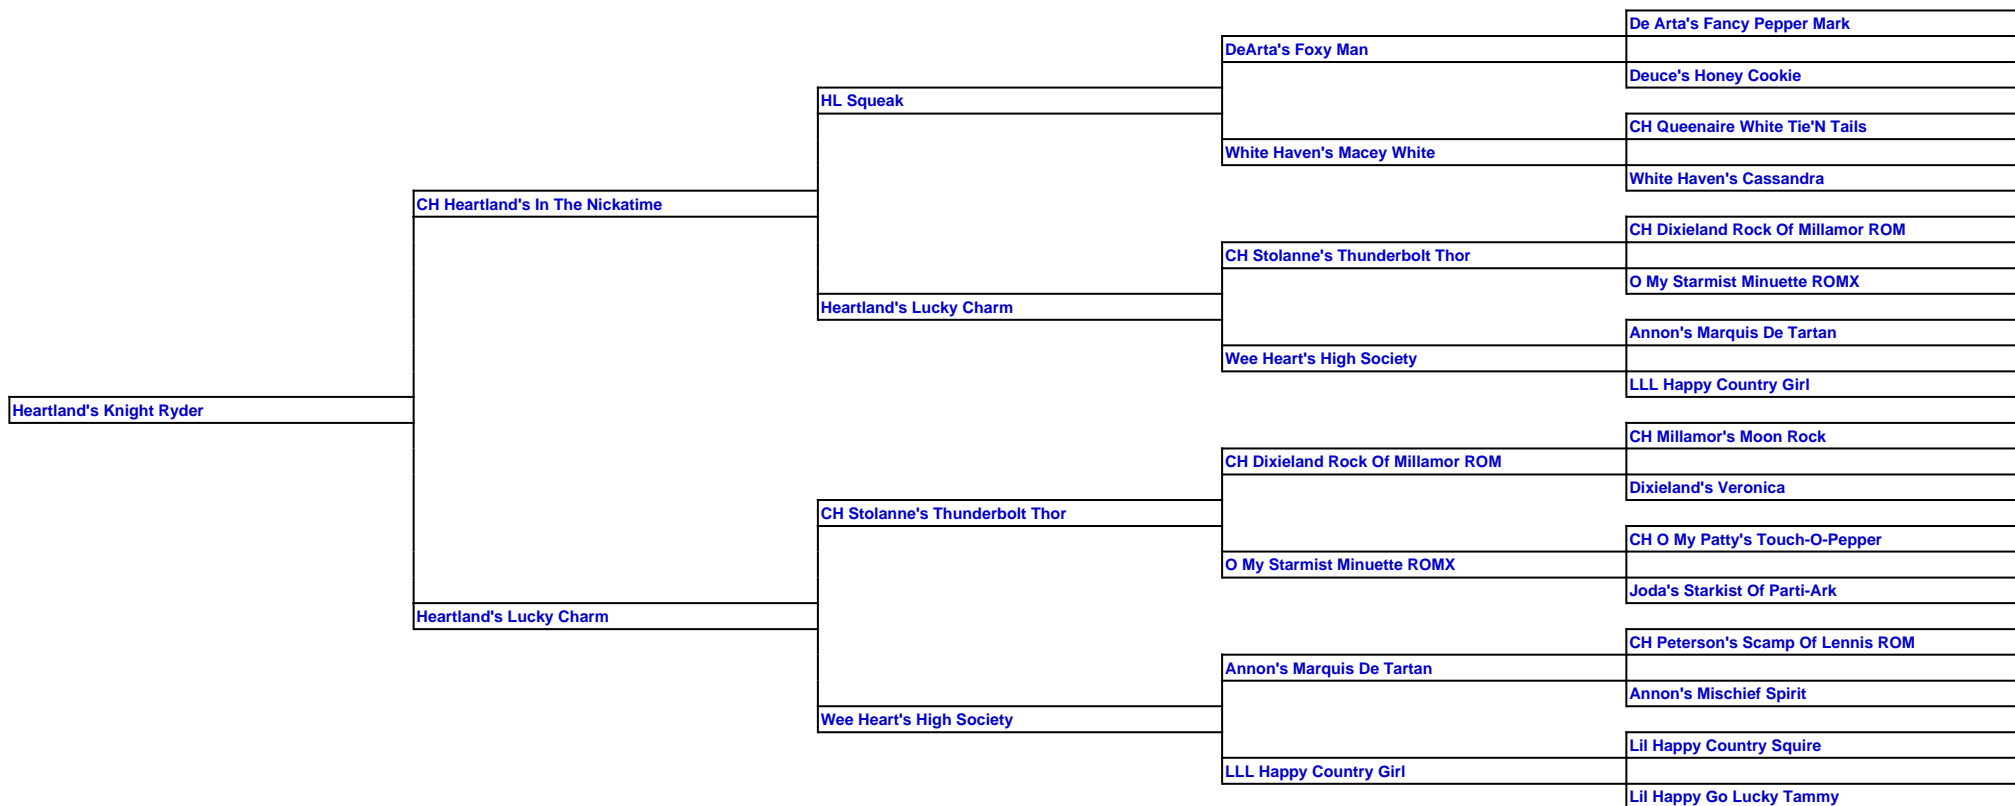 De Arta's Fancy Pepper Mark
DeArta's Foxy Man
Deuce's Honey Cookie
HL Squeak
CH Queenaire White Tie'N Tails
White Haven's Macey White
White Haven's Cassandra
CH Heartland's In The Nickatime
CH Dixieland Rock Of Millamor ROM
CH Stolanne's Thunderbolt Thor
O My Starmist Minuette ROMX
Heartland's Lucky Charm
Annon's Marquis De Tartan
Wee Heart's High Society
LLL Happy Country Girl
Heartland's Knight Ryder
CH Millamor's Moon Rock
CH Dixieland Rock Of Millamor ROM
Dixieland's Veronica
CH Stolanne's Thunderbolt Thor
CH O My Patty's Touch-O-Pepper
O My Starmist Minuette ROMX
Joda's Starkist Of Parti-Ark
Heartland's Lucky Charm
CH Peterson's Scamp Of Lennis ROM
Annon's Marquis De Tartan
Annon's Mischief Spirit
Wee Heart's High Society
Lil Happy Country Squire
LLL Happy Country Girl
Lil Happy Go Lucky Tammy